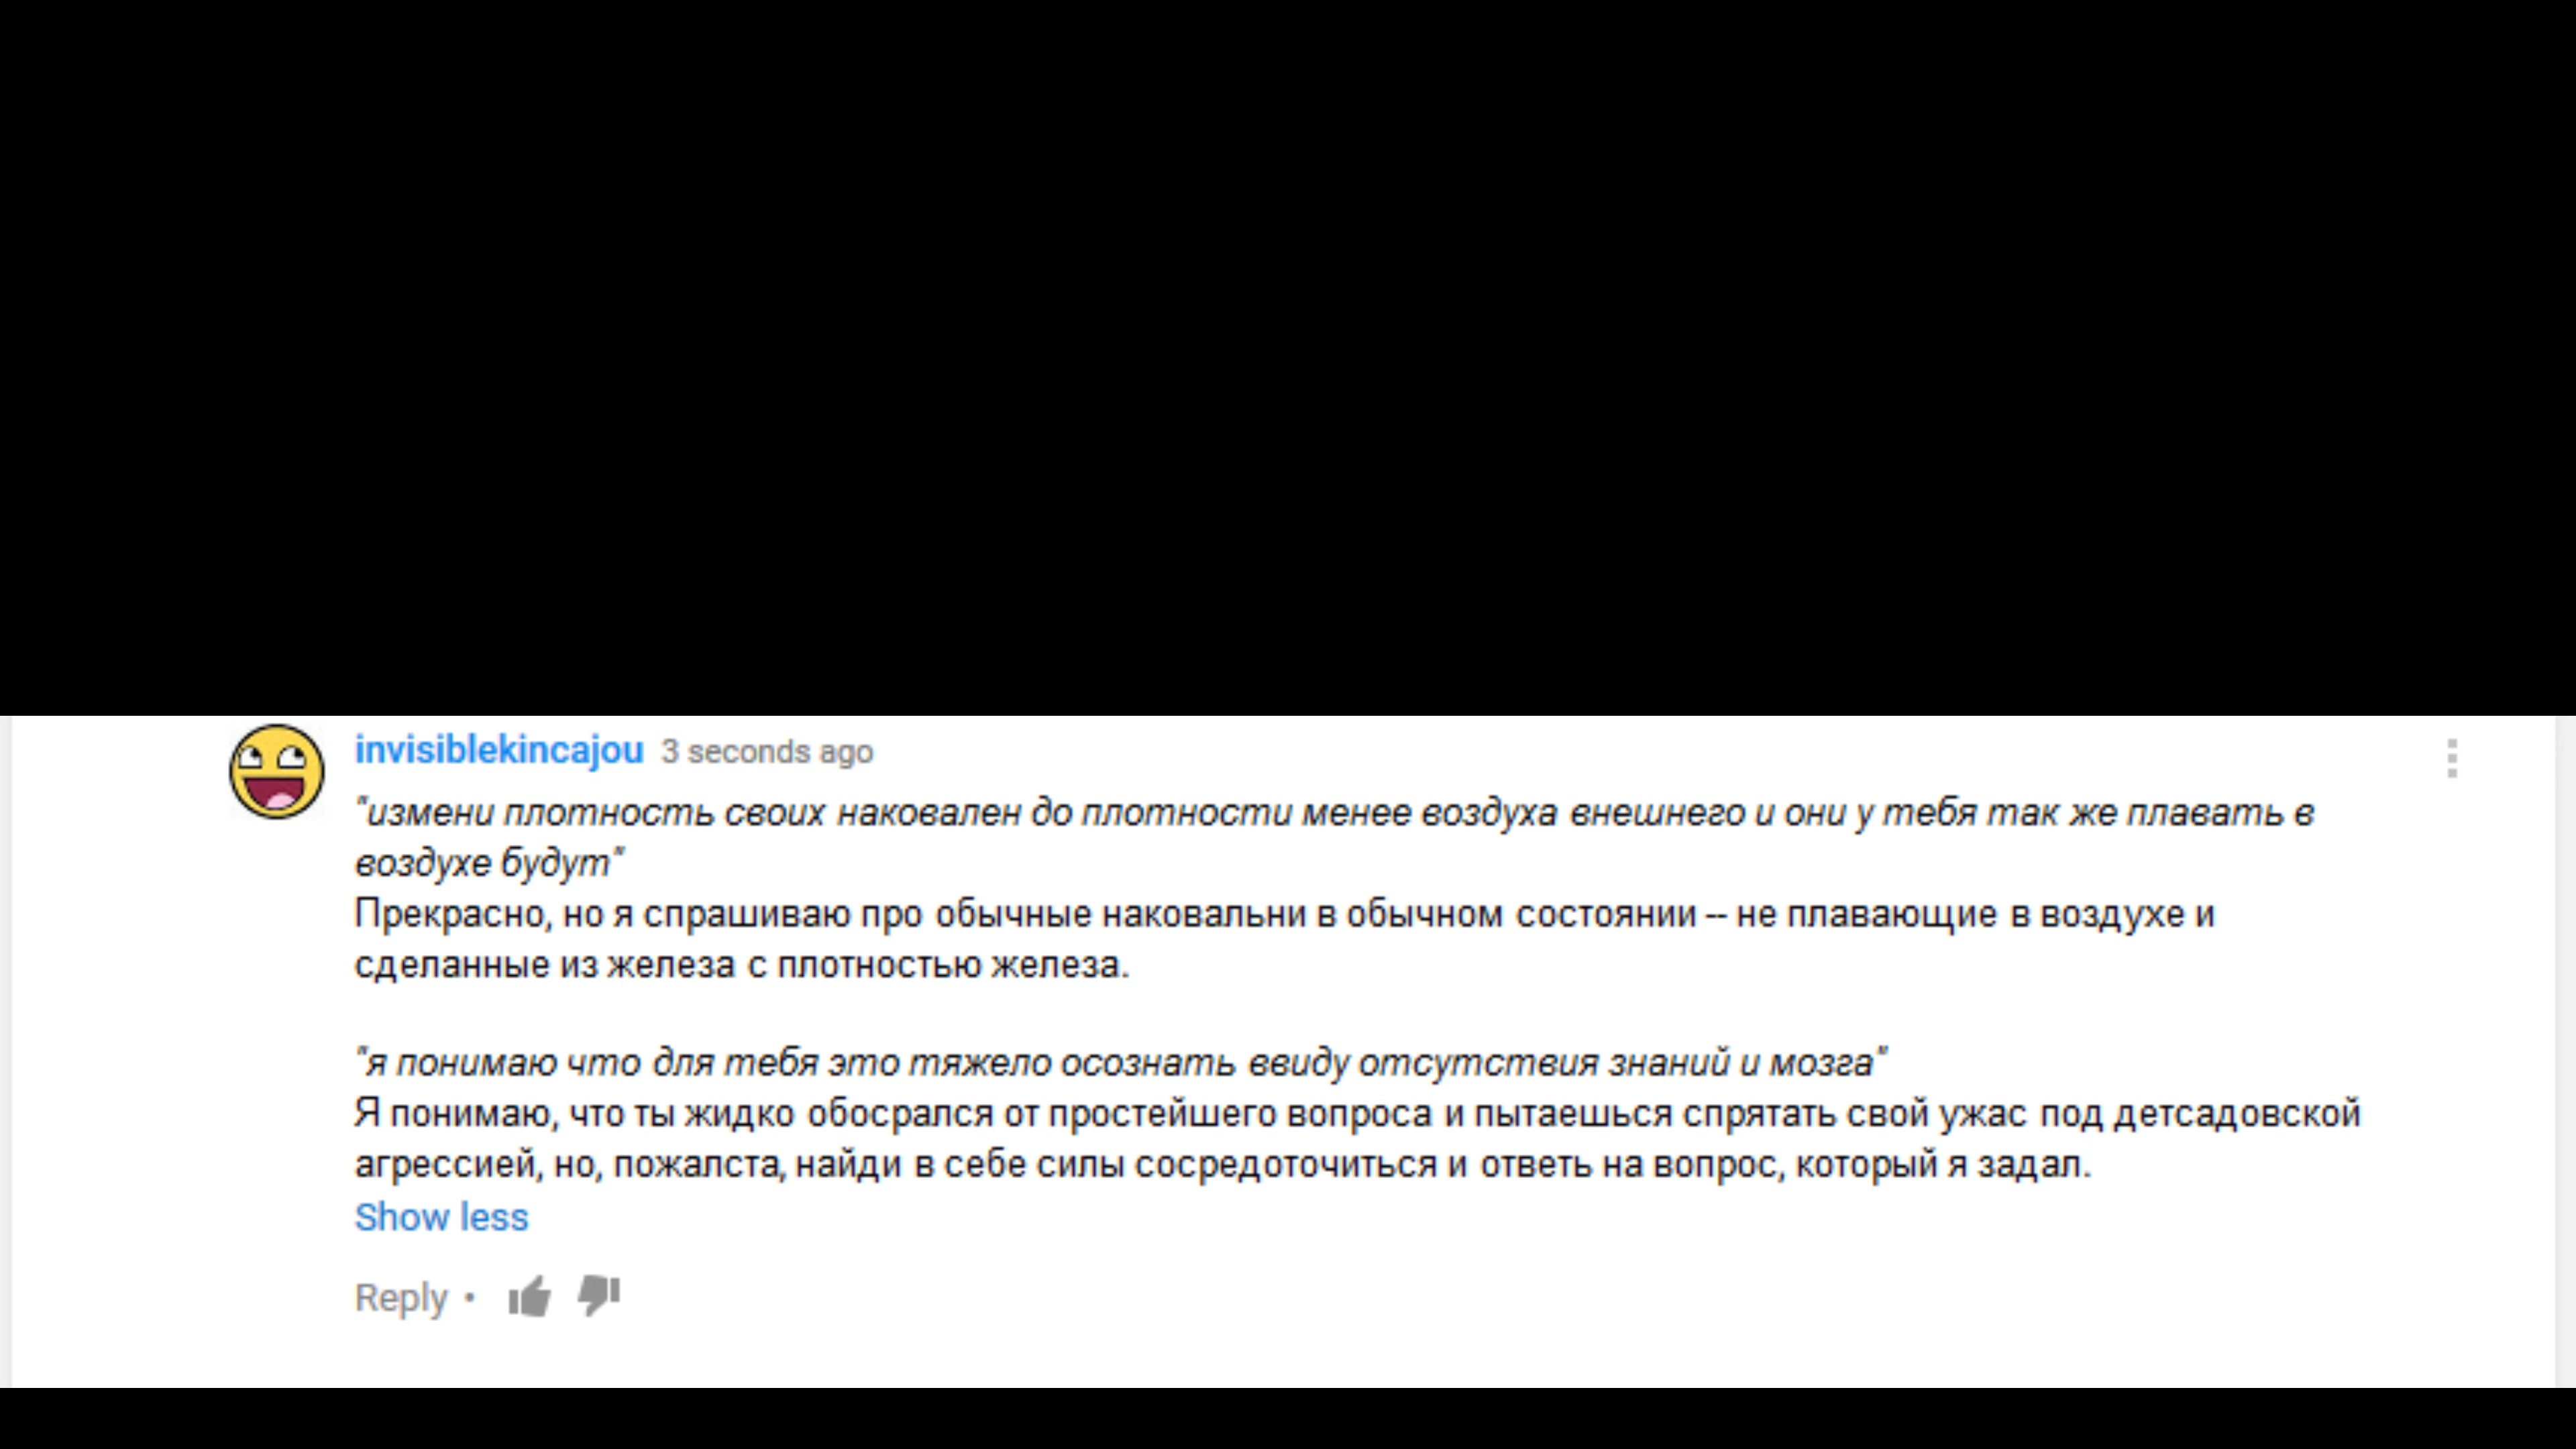 invisiblekincajou 3 seconds ago
"измени плотность своих наковален до плотности менее воздуха внешнего и они у тебя так же плавать в
воздухе будут"
Прекрасно, но я спрашиваю про обычные наковальни в обычном состоянии -- не плавающие в воздухе и
сделанные из железа с плотностью железа.
"я понимаю что для тебя это тяжело осознать ввиду отсутствия знаний и мозга"
Я понимаю, что ты жидко обосрался от простейшего вопроса и пытаешься спрятать свой ужас под детсадовской
агрессией, но, пожалста, найди в себе силы сосредоточиться и ответь на вопрос, который я задал.
Show less
Reply •